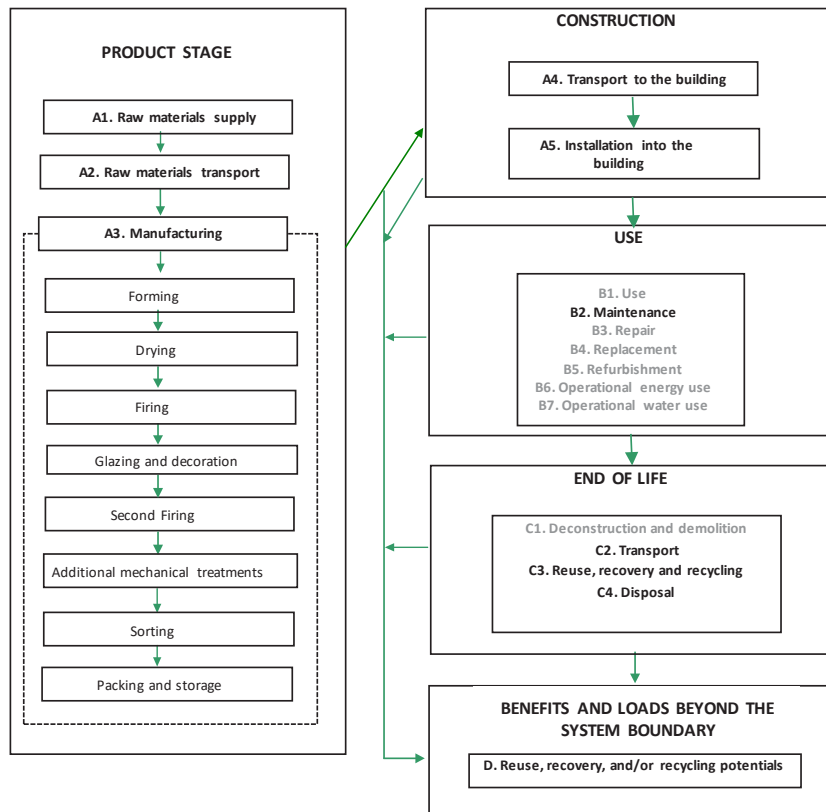 PRODUCT STAGE
A1. Raw materials supply
A2. Raw materials transport
A3. Manufacturing
Forming
Drying
Firing
Glazing and decoration
Second Firing
Additional mechanical treatments
Sorting
Packing and storage
CONSTRUCTION
A4. Transport to the building
A5. Installation into the
building
USE
B1. Use
B2. Maintenance
B3. Repair
B4. Replacement
B5. Refurbishment
B6. Operational energy use
B7. Operational water use
END OF LIFE
C1. Deconstruction and demolition
C2. Transport
C3. Reuse, recovery and recycling
C4. Disposal
BENEFITS AND LOADS BEYOND THE
SYSTEM BOUNDARY
D. Reuse, recovery, and/or recycling potentials